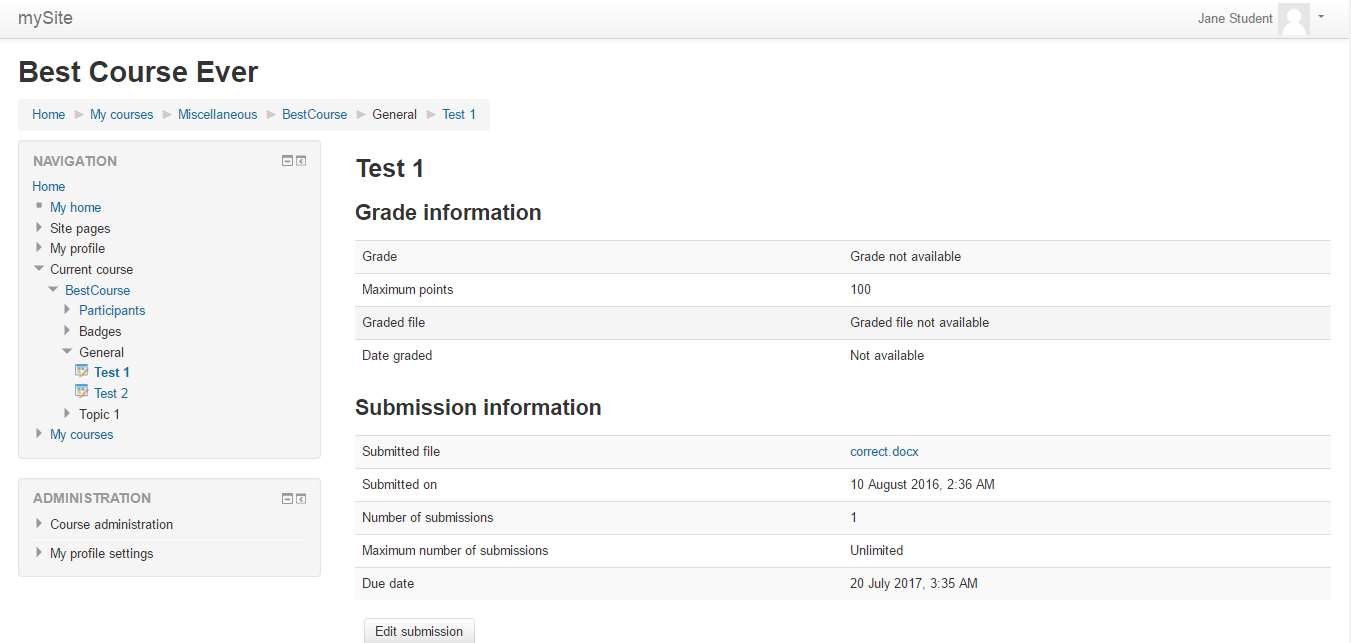 mySite
Jane Student
Best Course Ever
Home My courses Miscellaneous BestCourse General Test 1
NAVIGATION
Home
My home
Site pages
My profile
Current course
BestCourse
Participants
Badges
General
Test 1
Test 2
Topic 1
My courses
ADMINISTRATION
Course administration
My profile settings
Test 1
Grade information
Grade Grade not available
Maximum points 100
Graded file Graded file not available
Date graded Not available
Submission information
Submitted file correct.docx
Submitted on 10 August 2016, 2:36 AM
Number of submissions 1
Maximum number of submissions Unlimited
Due date 20 July 2017, 3:35 AM
Edit submission